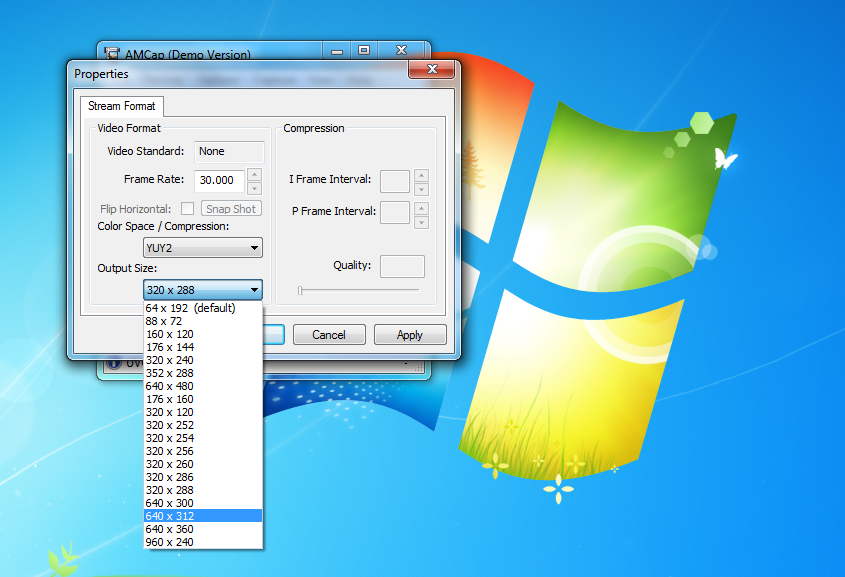 AMCap (Demo Version)
Properties
Stream Format
Video Format
Video Standard: None
Frame Rate: 30.000
Flip Horizontal: Snap Shot
Color Space / Compression:
YUY2
Output Size:
320 x 288
64 x 192 (default)
88 x 72
160 x 120
176 x 144
320 x 240
352 x 288
640 x 480
176 x 160
320 x 120
320 x 252
320 x 254
320 x 256
320 x 260
320 x 286
320 x 288
640 x 300
640 x 312
640 x 360
960 x 240
Compression
I Frame Interval:
P Frame Interval:
Quality:
Cancel
Apply